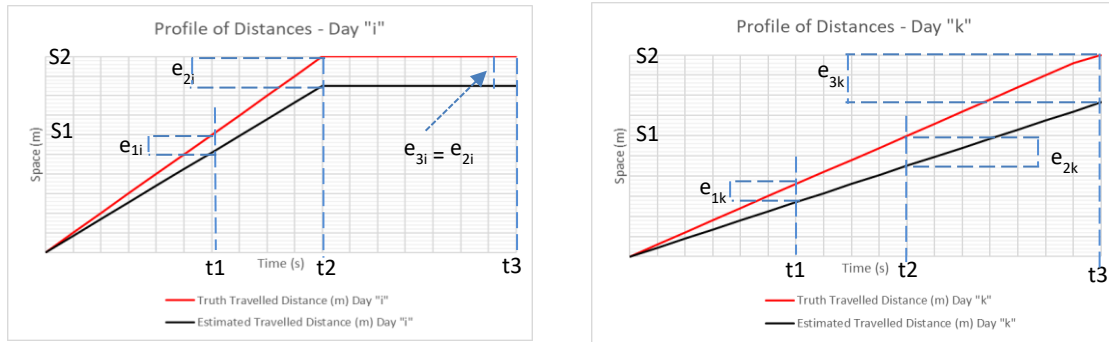 Profile of Distances - Day "i"
S2
e2i
S1
e1i
e3i = e2i
Space (m)
t1
Time (s)
t2
t3
Truth Travelled Distance (m) Day "i"
Estimated Travelled Distance (m) Day "i"
Profile of Distances - Day "k"
S2
e3k
S1
e2k
e1k
Space (m)
t1
Time (s)
t2
t3
Truth Travelled Distance (m) Day "k"
Estimated Travelled Distance (m) Day "k"